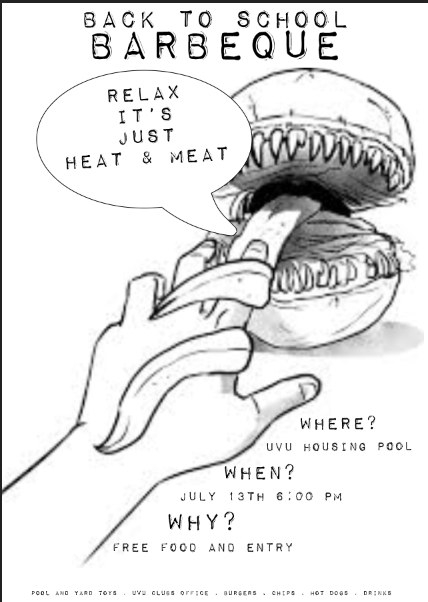 BACK TO SCHOOL
BARBEQUE
RELAX
IT'S
JUST
HEAT & MEAT
WHERE?
UVU HOUSING POOL
WHEN?
JULY 13TH 6:00 PM
WHY?
FREE FOOD AND ENTRY
POOL AND YARD TOYS . UVU CLUBS OFFICE . BURGERS . CHIPS . HOT DOGS . DRINKS